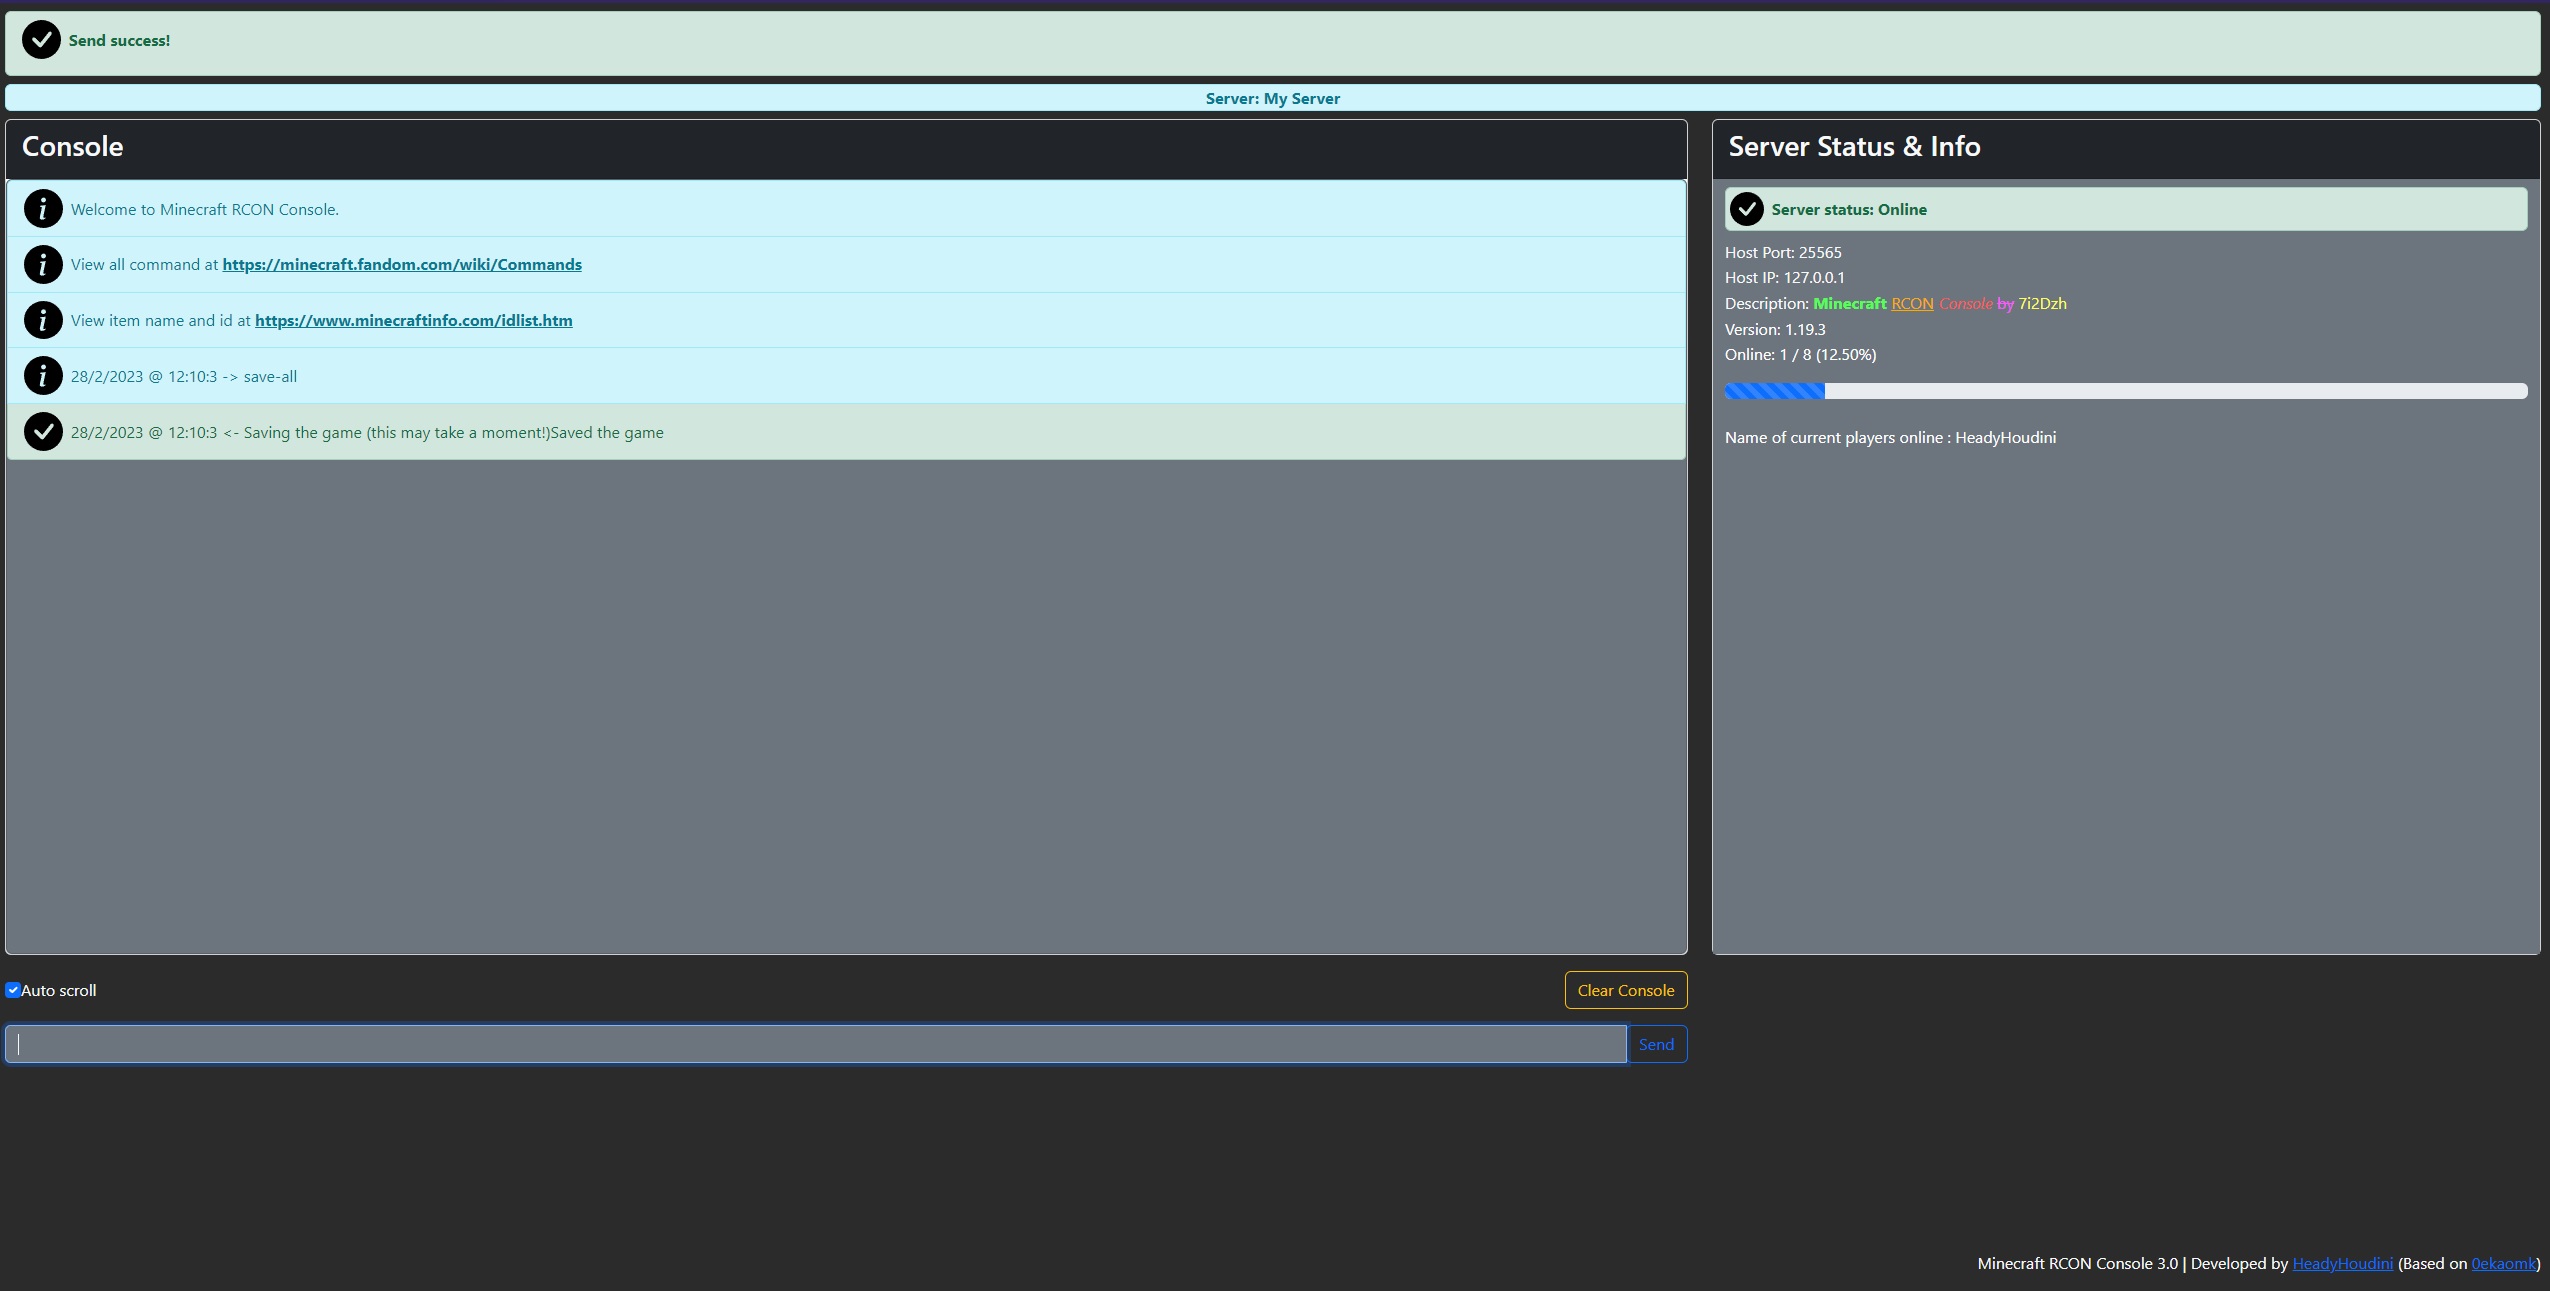 Send success!
Server: My Server
Console
Welcome to Minecraft RCON Console.
View all command at https://minecraft.fandom.com/wiki/Commands
View item name and id at https://www.minecraftinfo.com/idlist.htm
28/2/2023 @ 12:10:3 -> save-all
28/2/2023 @ 12:10:3 <- Saving the game (this may take a moment!)Saved the game
Server Status & Info
Server status: Online
Host Port: 25565
Host IP: 127.0.0.1
Description: Minecraft RCON Console by 7i2Dzh
Version: 1.19.3
Online: 1 / 8 (12.50%)
Name of current players online : HeadyHoudini
Auto scroll
Clear Console
Send
Minecraft RCON Console 3.0 | Developed by HeadyHoudini (Based on 0ekaomk)